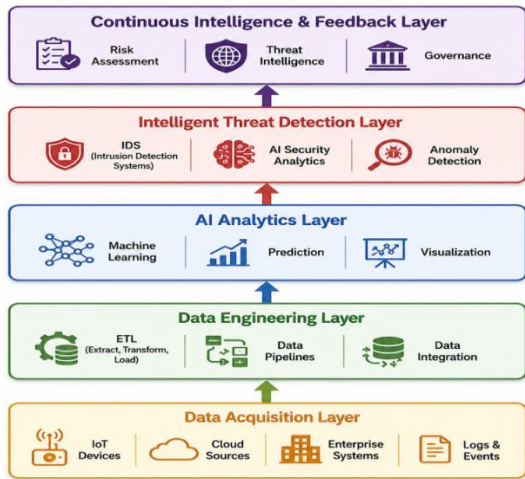 Continuous Intelligence & Feedback Layer
Risk
Assessment
Threat
Intelligence
Governance
Intelligent Threat Detection Layer
IDS
(Intrusion Detection
Systems)
AI Security
Analytics
Anomaly
Detection
AI Analytics Layer
Machine
Learning
Prediction
Visualization
Data Engineering Layer
ETL
(Extract, Transform,
Load)
Data
Pipelines
Data
Integration
Data Acquisition Layer
IoT
Devices
Cloud
Sources
Enterprise
Systems
Logs &
Events